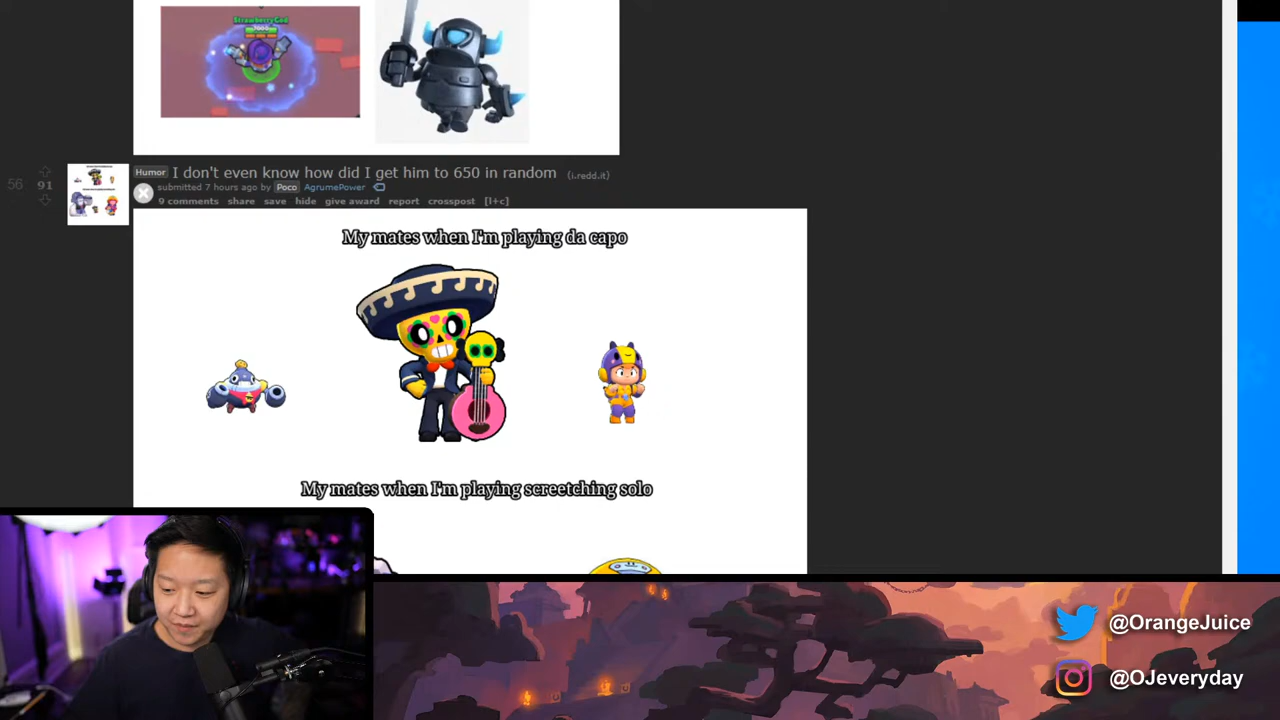 StrawberryGod
7000
56
91
Humor I don't even know how did I get him to 650 in random (i.redd.it)
submitted 7 hours ago by Poco AgrumePower
9 comments share save hide give award report crosspost [l+c]
My mates when I'm playing da capo
My mates when I'm playing screetching solo
@OrangeJuice
@OJeveryday